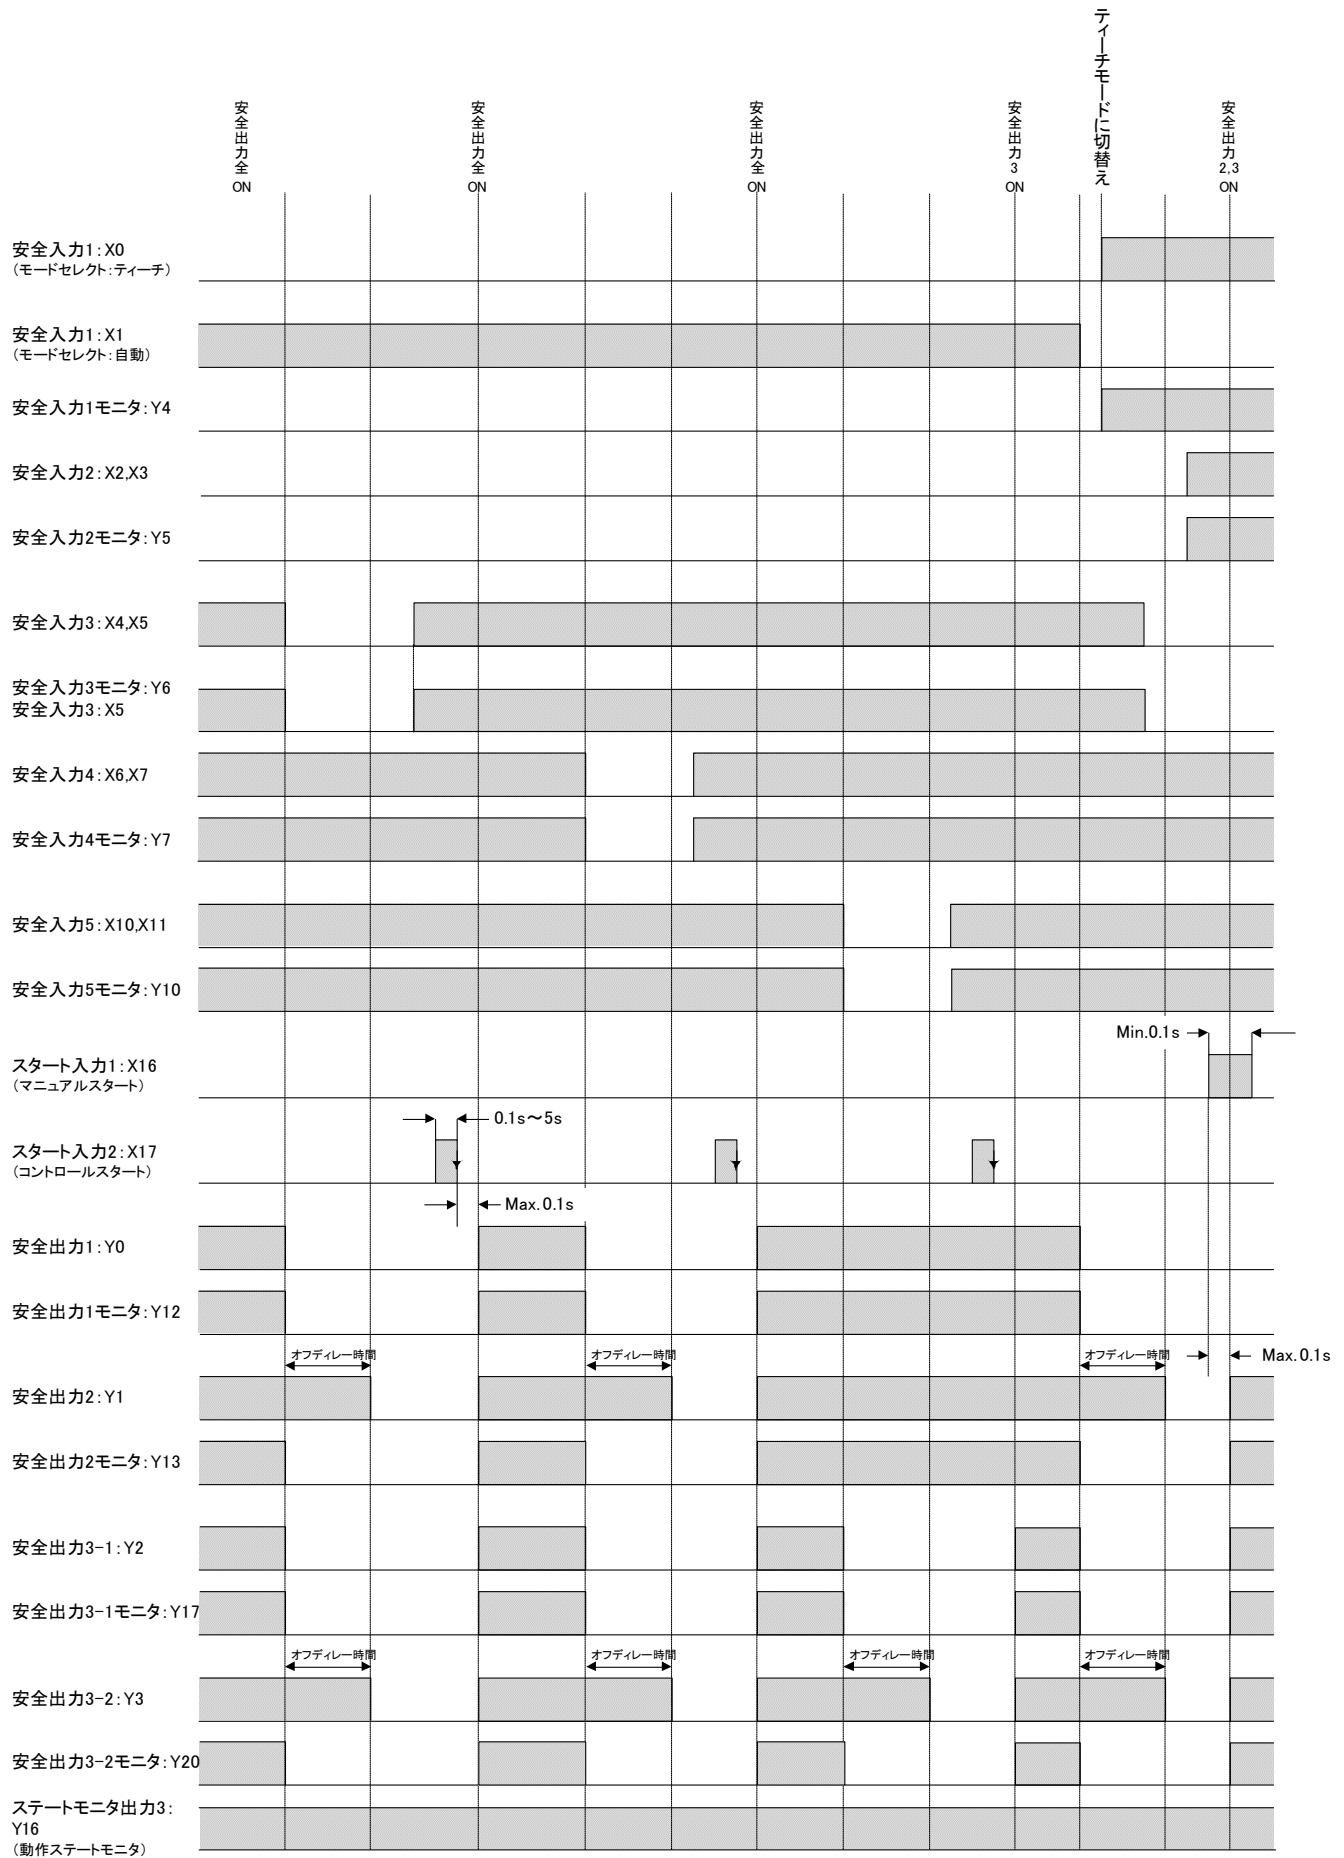 ティーチモードに切替え
安全出力全ON
安全出力全ON
安全出力全ON
安全出力3ON
安全出力2,3ON
安全入力1：X0
（モードセレクト：ティーチ）
安全入力1：X1
（モードセレクト：自動）
安全入力1モニタ：Y4
安全入力2：X2,X3
安全入力2モニタ：Y5
安全入力3：X4,X5
安全入力3モニタ：Y6
安全入力3：X5
安全入力4：X6,X7
安全入力4モニタ：Y7
安全入力5：X10,X11
安全入力5モニタ：Y10
Min.0.1s
スタート入力1：X16
（マニュアルスタート）
0.1s～5s
スタート入力2：X17
（コントロールスタート）
Max.0.1s
安全出力1：Y0
安全出力1モニタ：Y12
オフディレー時間 オフディレー時間 オフディレー時間 Max.0.1s
安全出力2：Y1
安全出力2モニタ：Y13
安全出力3-1：Y2
安全出力3-1モニタ：Y17
オフディレー時間 オフディレー時間 オフディレー時間 オフディレー時間
安全出力3-2：Y3
安全出力3-2モニタ：Y20
ステートモニタ出力3：
Y16
（動作ステートモニタ）